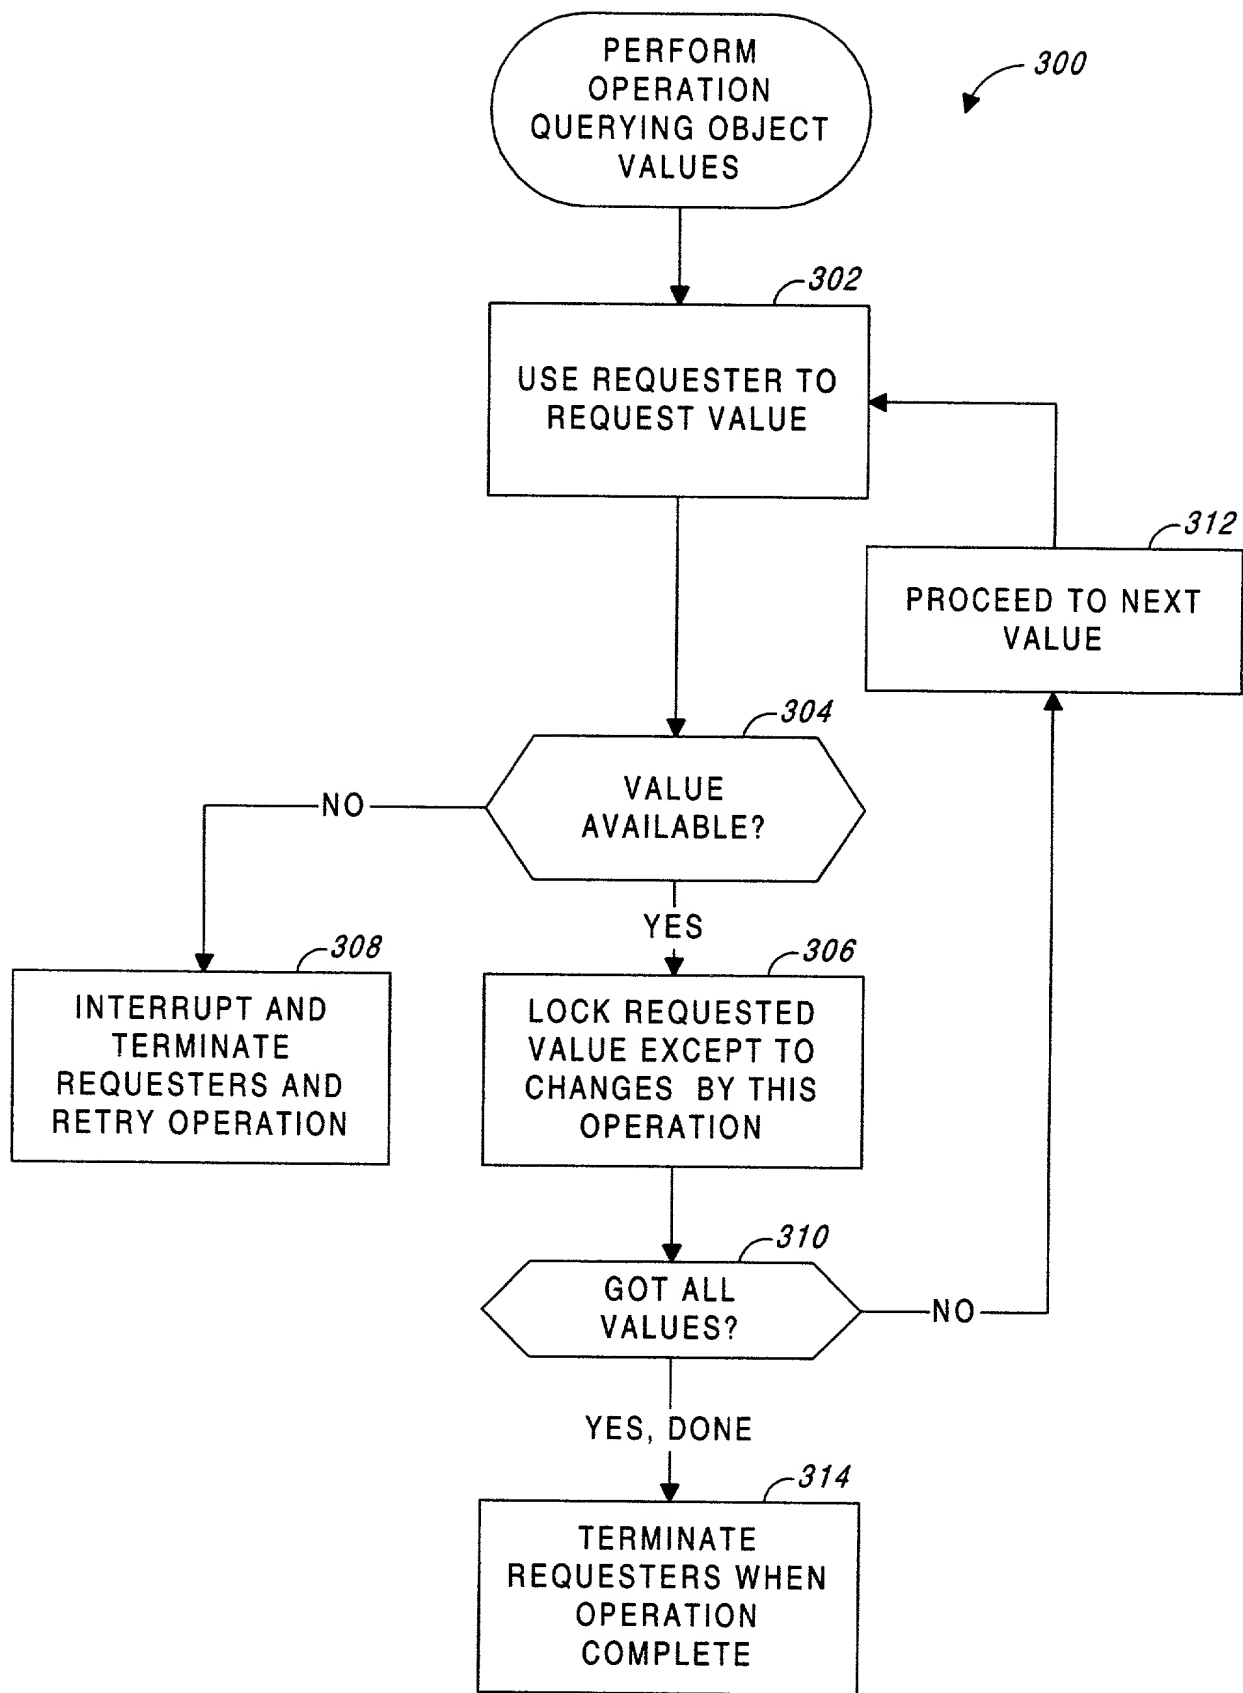 PERFORM
OPERATION
QUERYING OBJECT
VALUES
300
302
USE REQUESTER TO
REQUEST VALUE
312
PROCEED TO NEXT
VALUE
304
VALUE
AVAILABLE?
NO
YES
308
INTERRUPT AND
TERMINATE
REQUESTERS AND
RETRY OPERATION
306
LOCK REQUESTED
VALUE EXCEPT TO
CHANGES BY THIS
OPERATION
310
GOT ALL
VALUES?
NO
YES, DONE
314
TERMINATE
REQUESTERS WHEN
OPERATION
COMPLETE